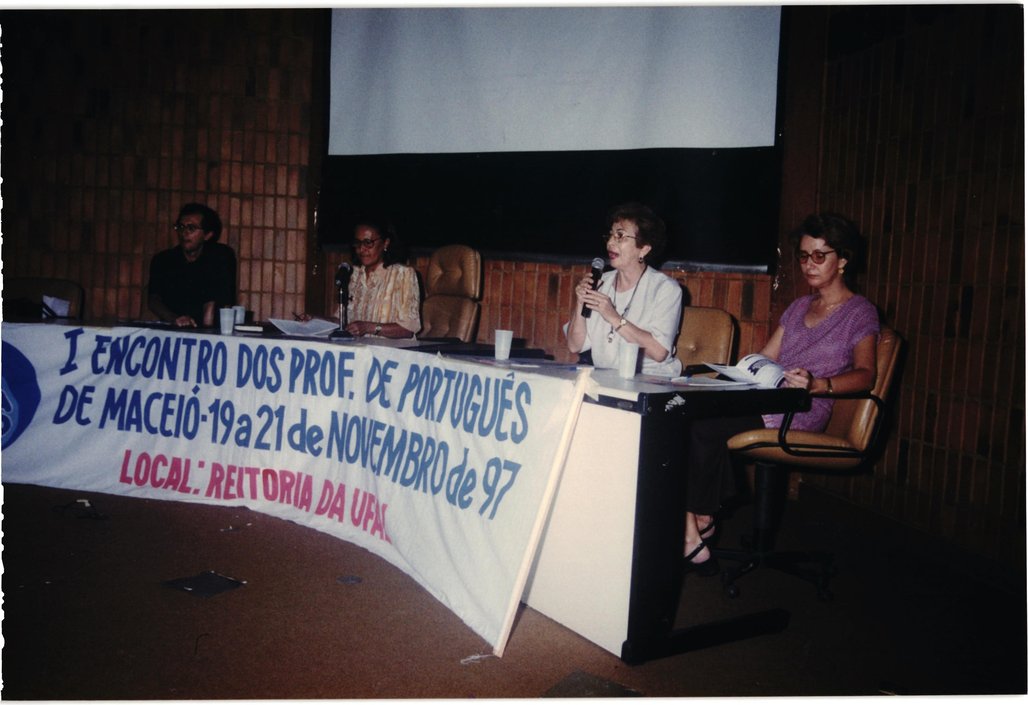 I ENCONTRO DOS PROF. DE PORTUGUÊS
DE MACEIÓ-19 a 21 de NOVEMBRO de 97
LOCAL: REITORIA DA UFAL